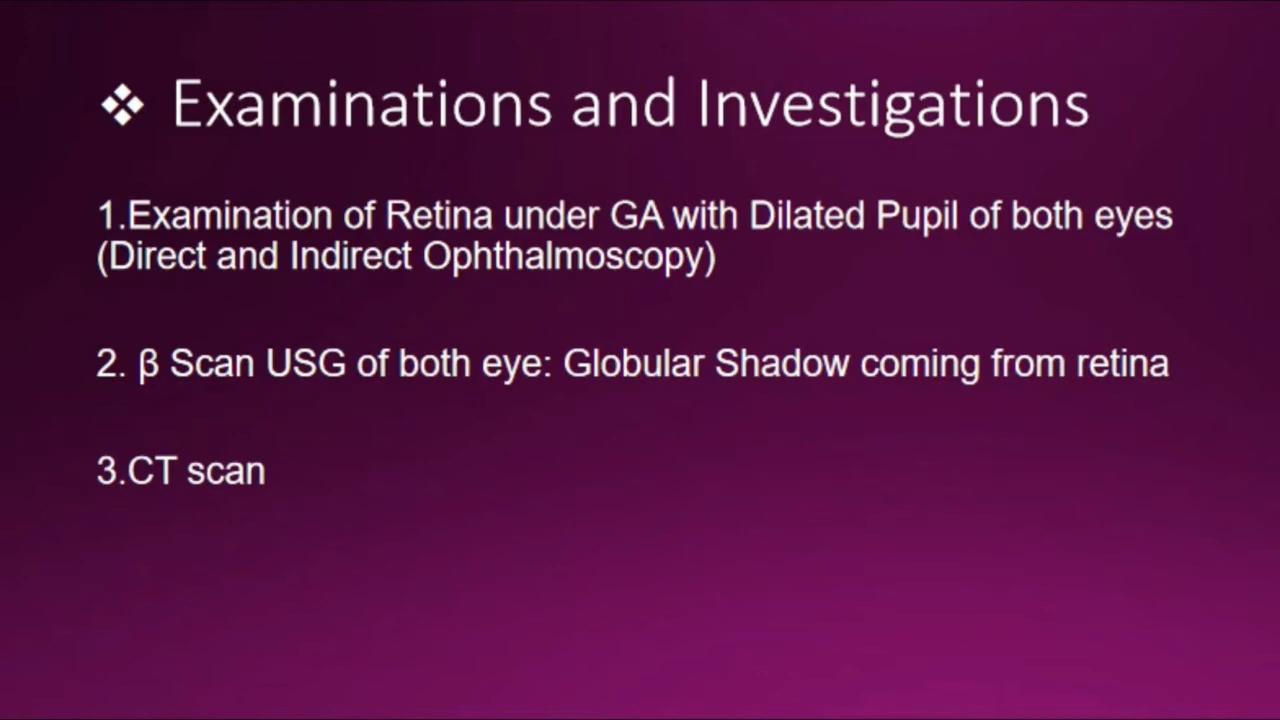 ❖ Examinations and Investigations
1.Examination of Retina under GA with Dilated Pupil of both eyes
(Direct and Indirect Ophthalmoscopy)
2. β Scan USG of both eye: Globular Shadow coming from retina
3.CT scan